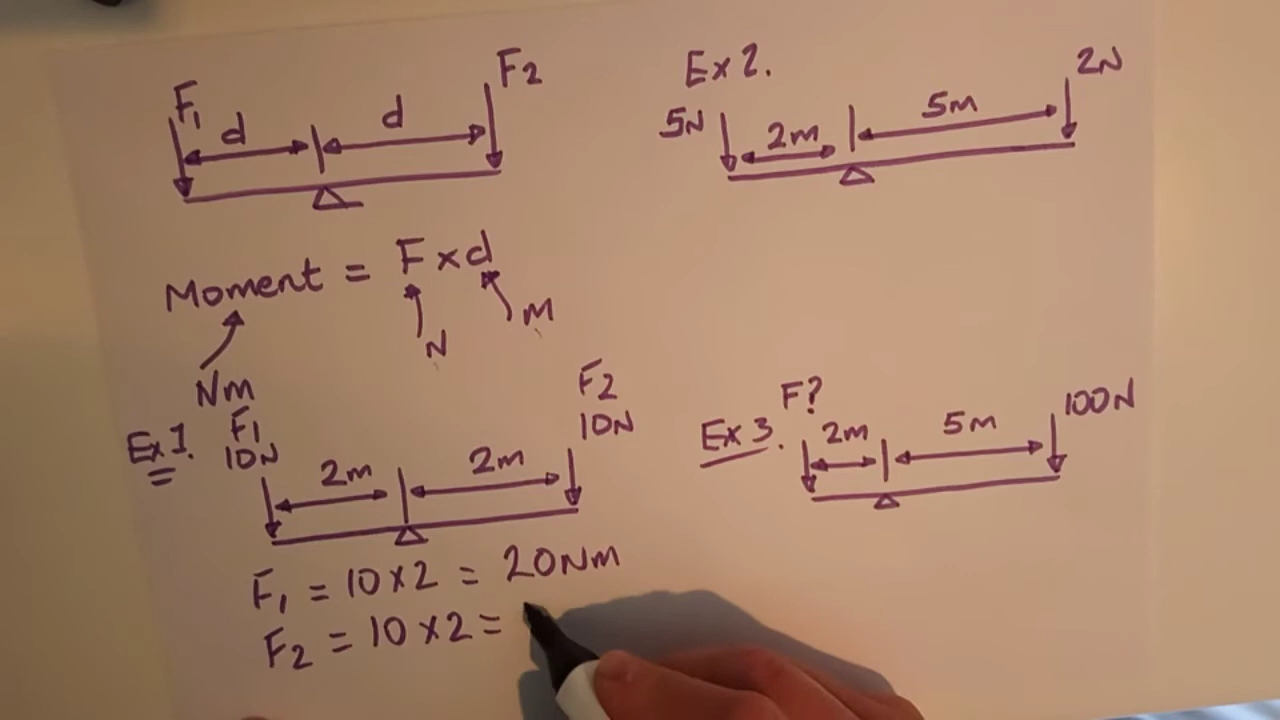 F1 d d F2
Moment = F x d
N m
Nm
Ex 1. F1 10N 2m 2m F2 10N
F1 = 10 x 2 = 20Nm
F2 = 10 x 2 =
Ex 2.
5N 2m 5m 2N
Ex 3. F? 2m 5m 100N